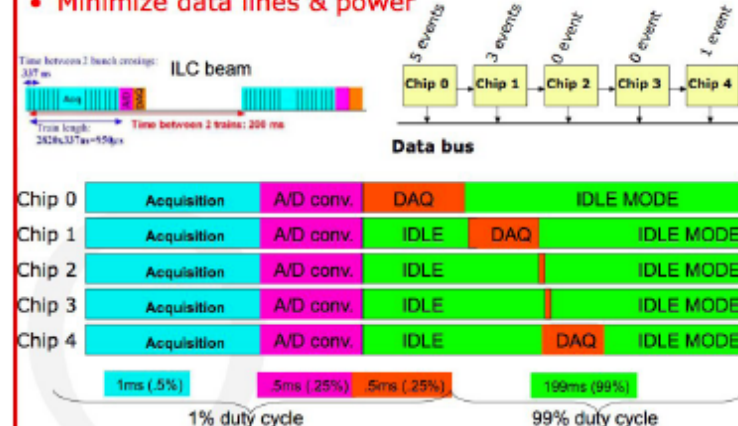 • Minimize data lines & power
Time between 2 bunch crossings:
337 ns
ILC beam
Acq
A/D
DAQ
Train length:
2820x337ns=950µs
Time between 2 trains: 200 ms
5 events
3 events
0 event
0 event
1 event
Chip 0
Chip 1
Chip 2
Chip 3
Chip 4
Data bus
Chip 0 Acquisition A/D conv. DAQ IDLE MODE
Chip 1 Acquisition A/D conv. IDLE DAQ IDLE MODE
Chip 2 Acquisition A/D conv. IDLE IDLE MODE
Chip 3 Acquisition A/D conv. IDLE IDLE MODE
Chip 4 Acquisition A/D conv. IDLE DAQ IDLE MODE
1ms (.5%) .5ms (.25%) .5ms (.25%) 199ms (99%)
1% duty cycle 99% duty cycle